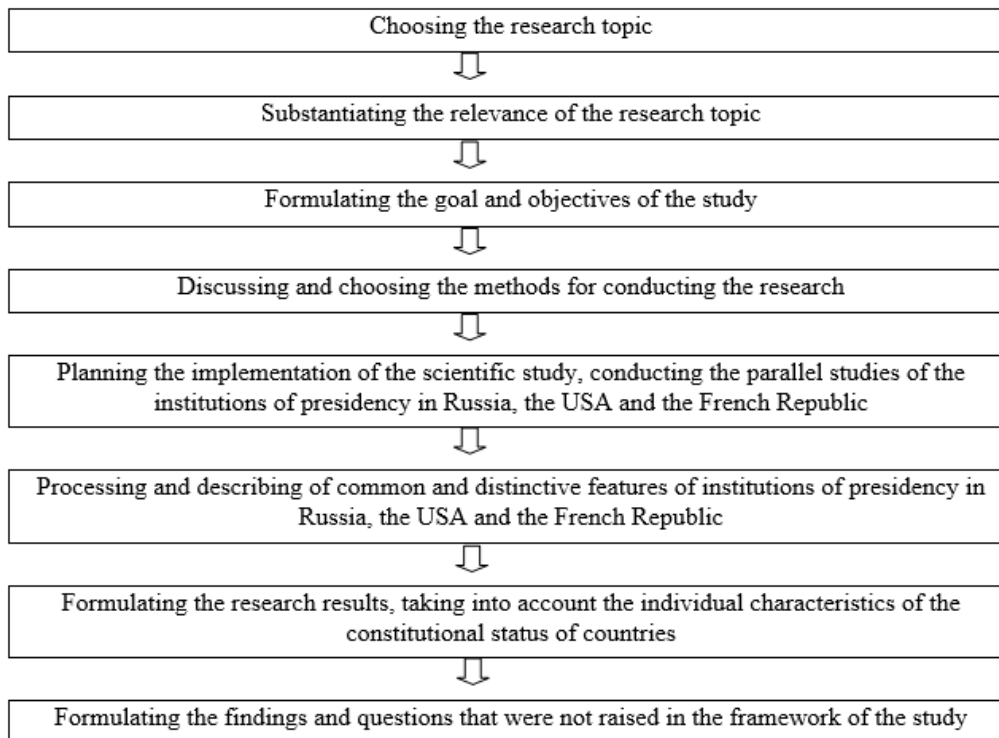 Choosing the research topic
Substantiating the relevance of the research topic
Formulating the goal and objectives of the study
Discussing and choosing the methods for conducting the research
Planning the implementation of the scientific study, conducting the parallel studies of the
institutions of presidency in Russia, the USA and the French Republic
Processing and describing of common and distinctive features of institutions of presidency in
Russia, the USA and the French Republic
Formulating the research results, taking into account the individual characteristics of the
constitutional status of countries
Formulating the findings and questions that were not raised in the framework of the study